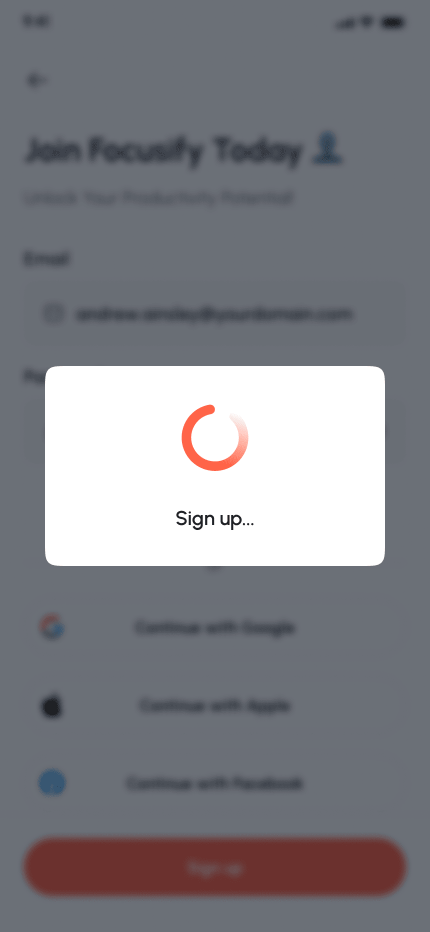 9:41
Join Focusify Today
Unlock Your Productivity Potential!
Email
andrew.ainsley@yourdomain.com
Sign up...
Continue with Google
Continue with Apple
Continue with Facebook
Sign up